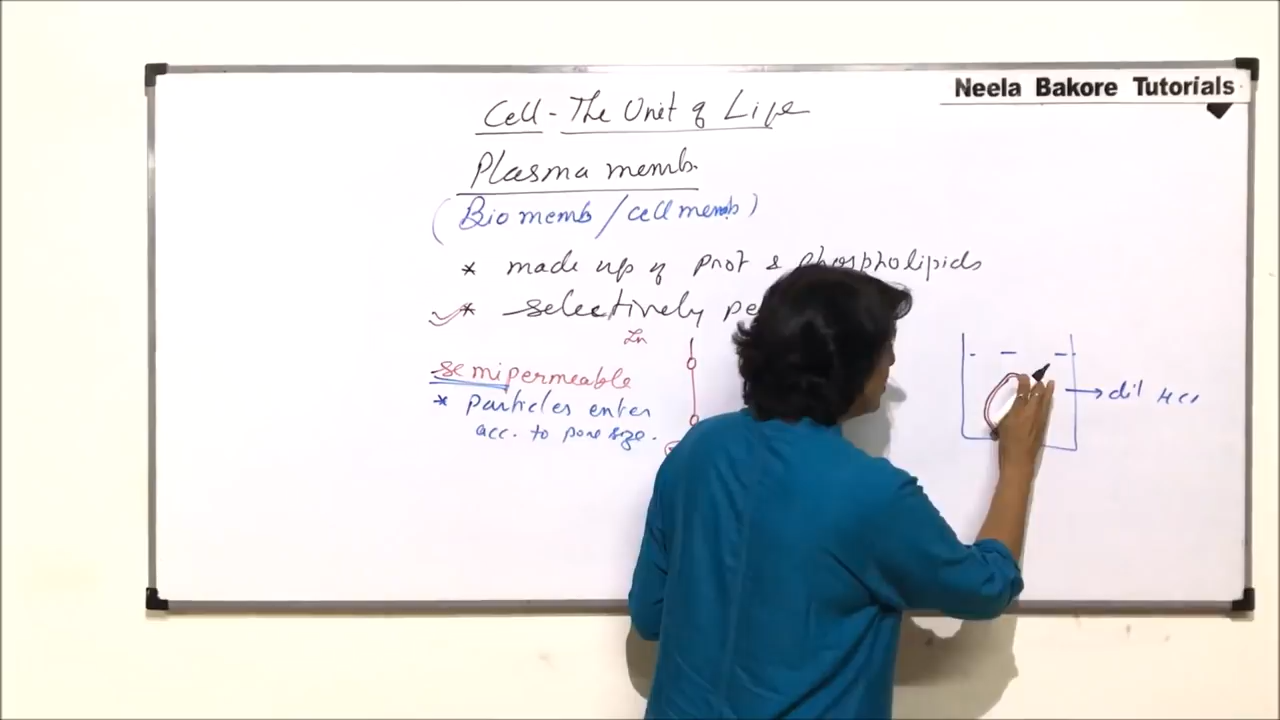 Neela Bakore Tutorials
Cell - The Unit of Life
Plasma memb.
(Bio memb / cell memb)
* made up of prot & phospholipids
* selectively pe
semipermeable
* particles enter
acc. to pore size.
dil HCl